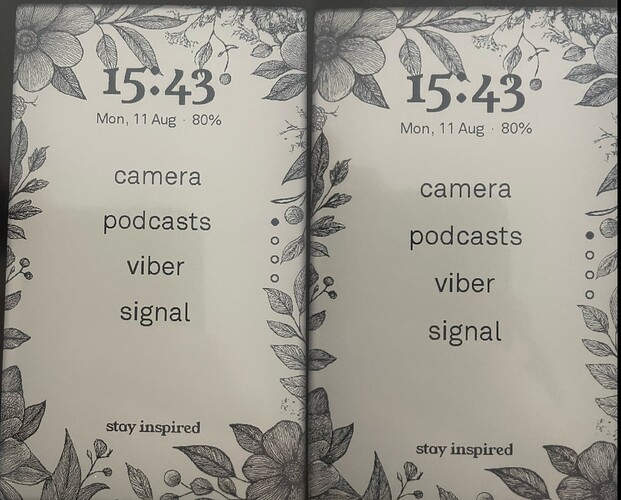 15:43
Mon, 11 Aug · 80%
camera
podcasts
viber
signal
stay inspired
15:43
Mon, 11 Aug · 80%
camera
podcasts
viber
signal
stay inspired